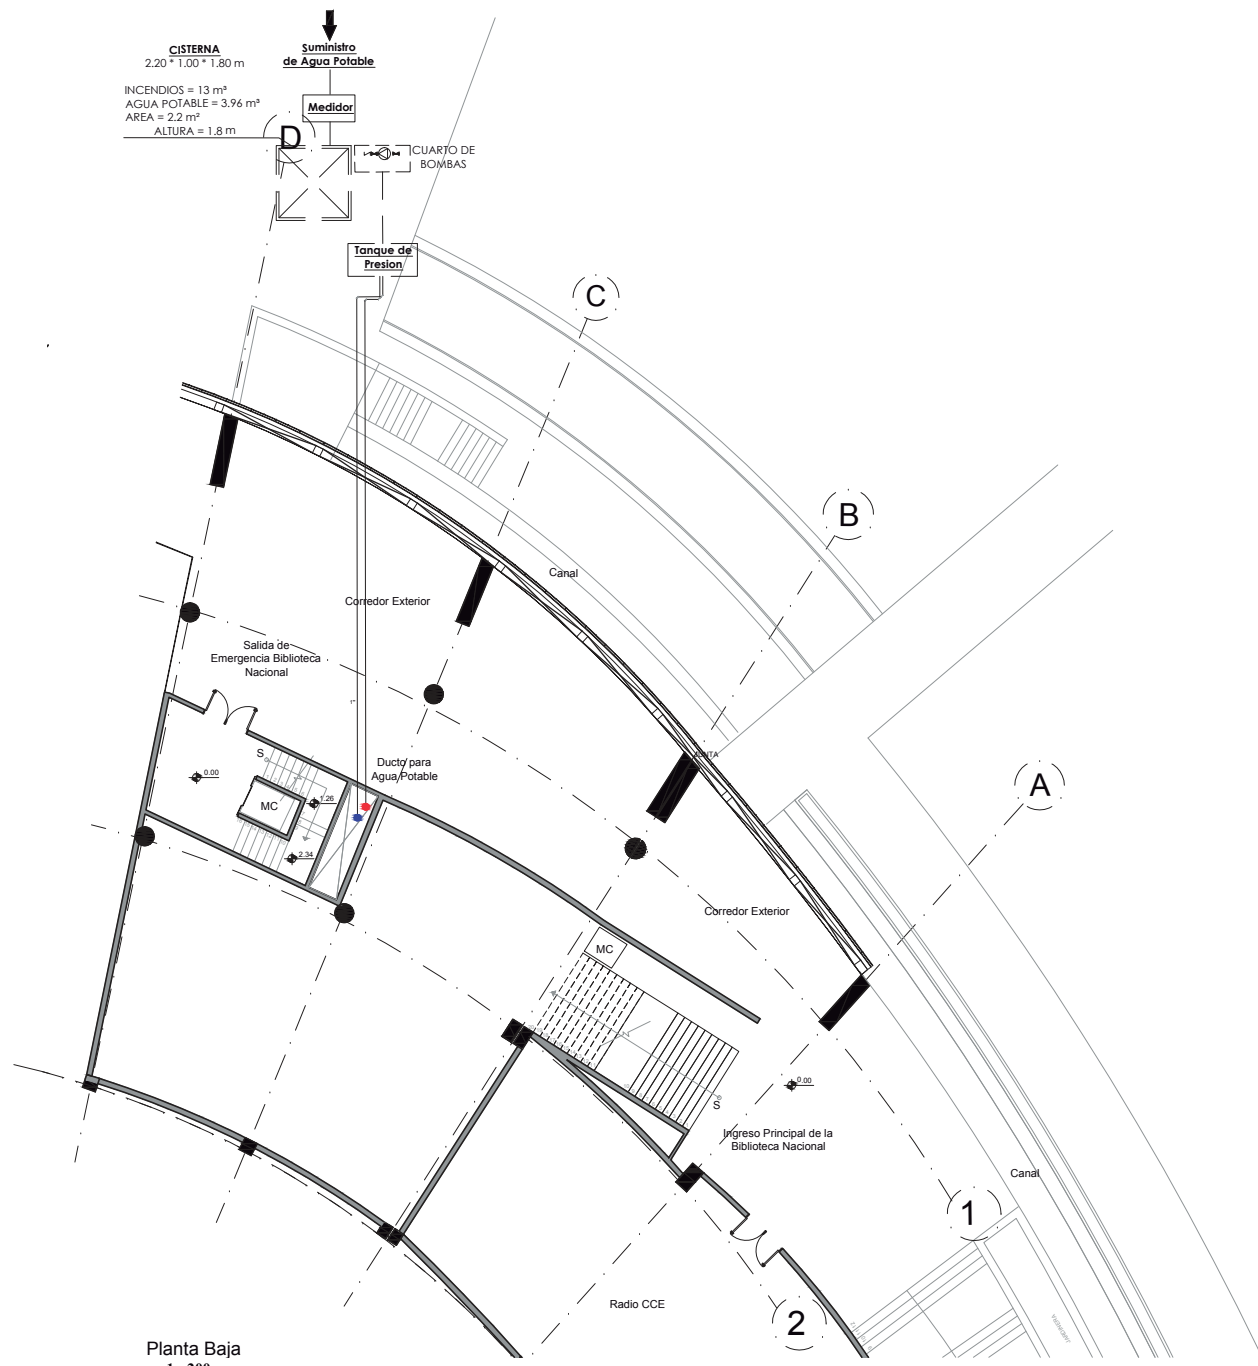 CISTERNA
2.20 * 1.00 * 1.80 m
INCENDIOS = 13 m³
AGUA POTABLE = 3.96 m³
AREA = 2.2 m²
ALTURA = 1.8 m
Suministro
de Agua Potable
Medidor
D
CUARTO DE
BOMBAS
Tanque de
Presion
C
B
Canal
Corredor Exterior
Salida de
Emergencia Biblioteca
Nacional
1"
S
Ducto para
Agua Potable
0.00
MC
1.26
2.34
A
Corredor Exterior
MC
0.00
S
Ingreso Principal de la
Biblioteca Nacional
Canal
1
Radio CCE
2
Planta Baja